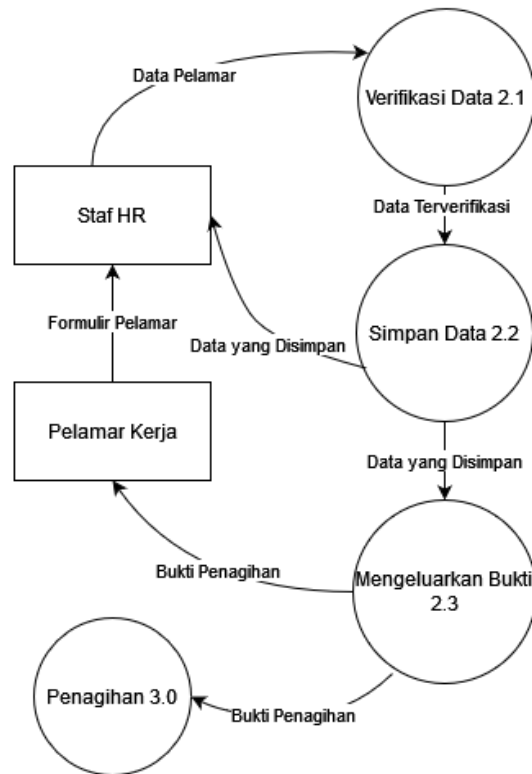 Data Pelamar
Verifikasi Data 2.1
Data Terverifikasi
Staf HR
Formulir Pelamar
Simpan Data 2.2
Data yang Disimpan
Pelamar Kerja
Data yang Disimpan
Bukti Penagihan
Mengeluarkan Bukti
2.3
Penagihan 3.0
Bukti Penagihan